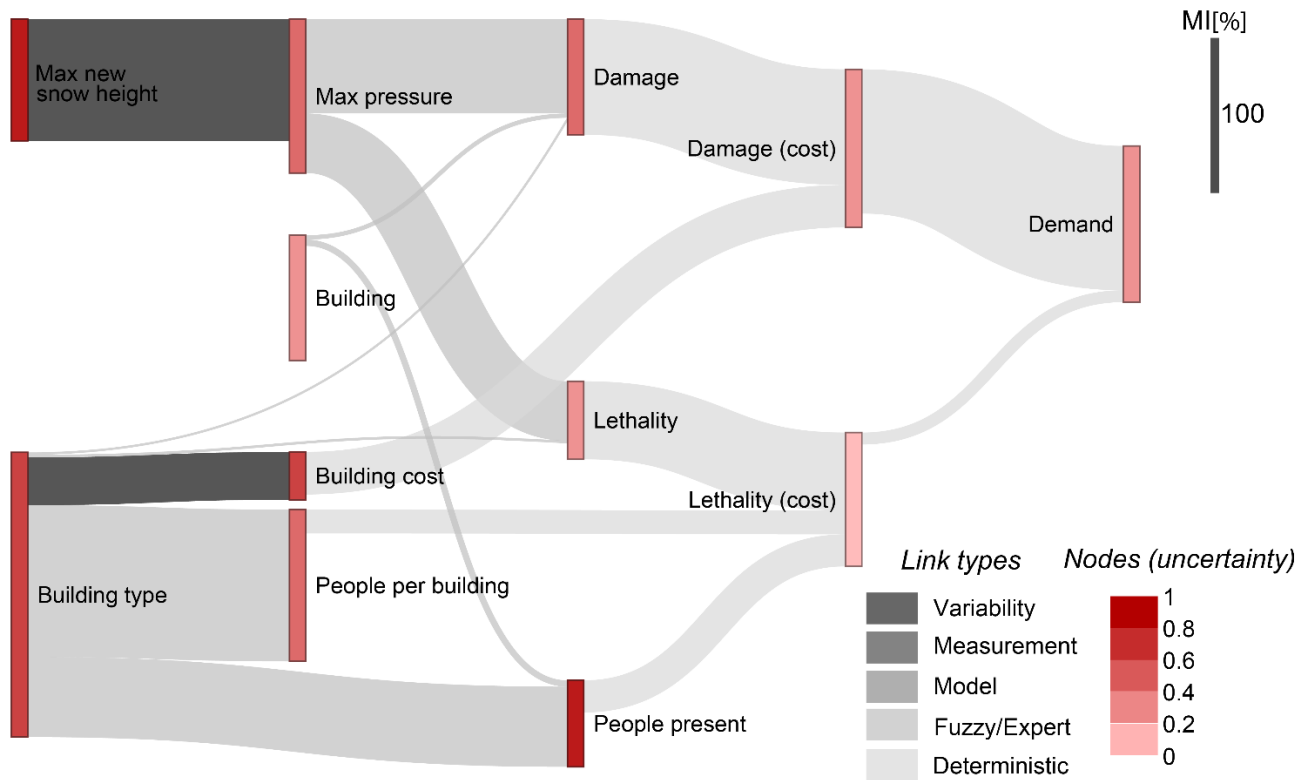 MI[%]
100
Max new
snow height
Max pressure
Damage
Damage (cost)
Demand
Building
Lethality
Building cost
Lethality (cost)
People per building
Building type
People present
Link types
Variability
Measurement
Model
Fuzzy/Expert
Deterministic
Nodes (uncertainty)
1
0.8
0.6
0.4
0.2
0